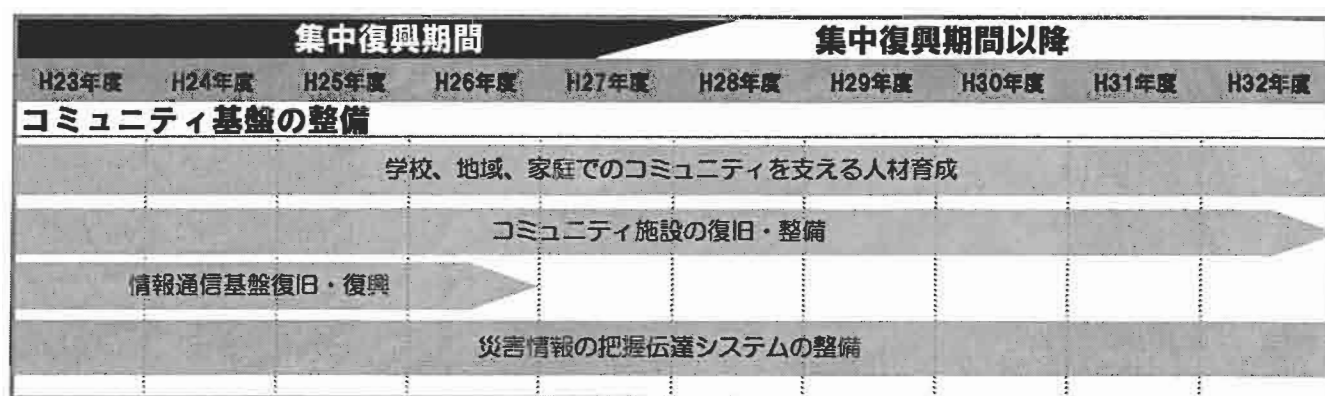 集中復興期間 集中復興期間以降
H23年度 H24年度 H25年度 H26年度 H27年度 H28年度 H29年度 H30年度 H31年度 H32年度
コミュニティ基盤の整備
学校、地域、家庭でのコミュニティを支える人材育成
コミュニティ施設の復旧・整備
情報通信基盤復旧・復興
災害情報の把握伝達システムの整備